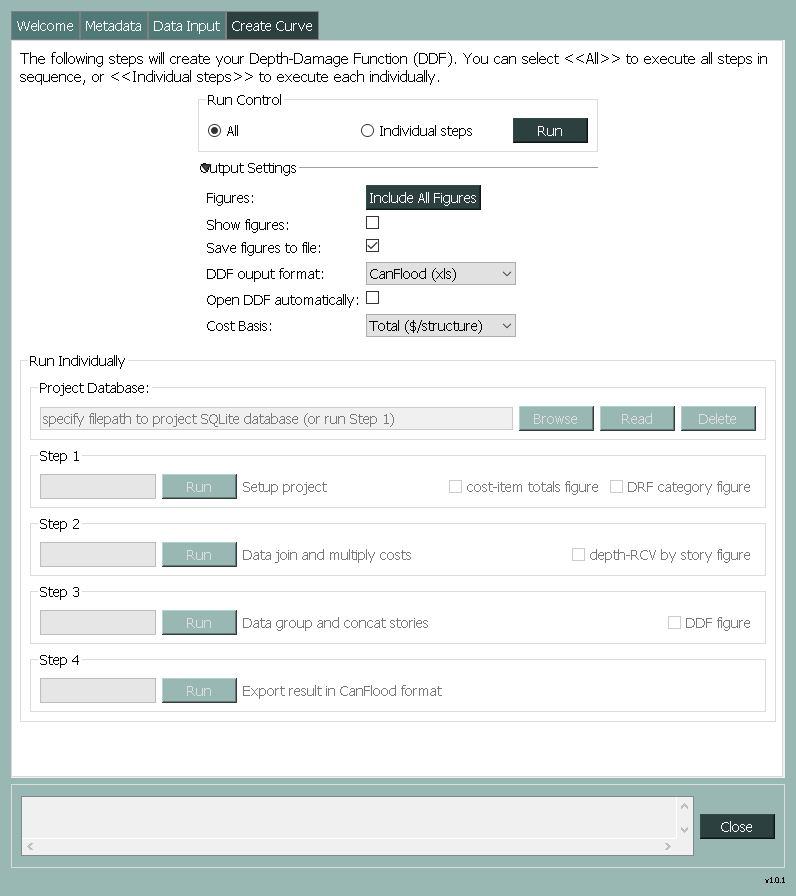 Welcome Metadata Data Input Create Curve
The following steps will create your Depth-Damage Function (DDF). You can select <<All>> to execute all steps in
sequence, or <<Individual steps>> to execute each individually.
Run Control
All Individual steps Run
Output Settings
Figures: Include All Figures
Show figures:
Save figures to file:
DDF ouput format: CanFlood (xls)
Open DDF automatically:
Cost Basis: Total ($/structure)
Run Individually
Project Database:
specify filepath to project SQLite database (or run Step 1) Browse Read Delete
Step 1
Run Setup project cost-item totals figure DRF category figure
Step 2
Run Data join and multiply costs depth-RCV by story figure
Step 3
Run Data group and concat stories DDF figure
Step 4
Run Export result in CanFlood format
Close
v1.0.1